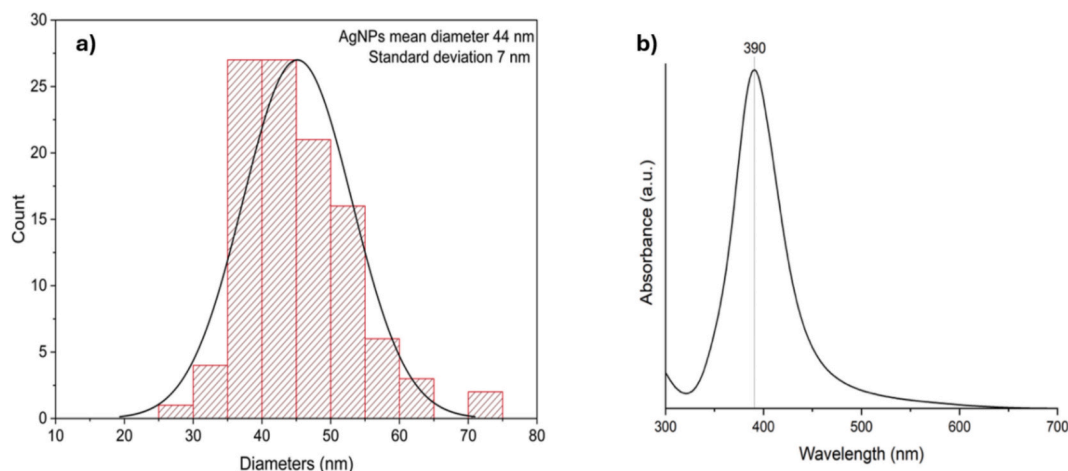 a)
AgNPs mean diameter 44 nm
Standard deviation 7 nm
Count
30
25
20
15
10
5
0
10 20 30 40 50 60 70 80
Diameters (nm)
b)
390
Absorbance (a.u.)
300 400 500 600 700
Wavelength (nm)